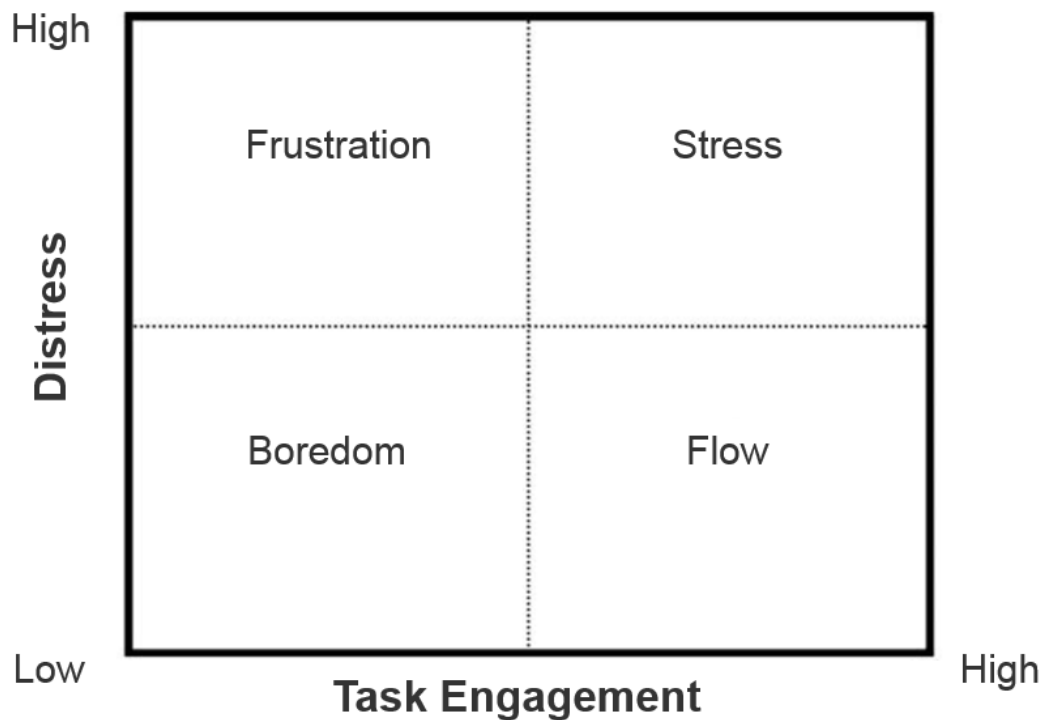 High
Frustration
Stress
Distress
Boredom
Flow
Low
High
Task Engagement